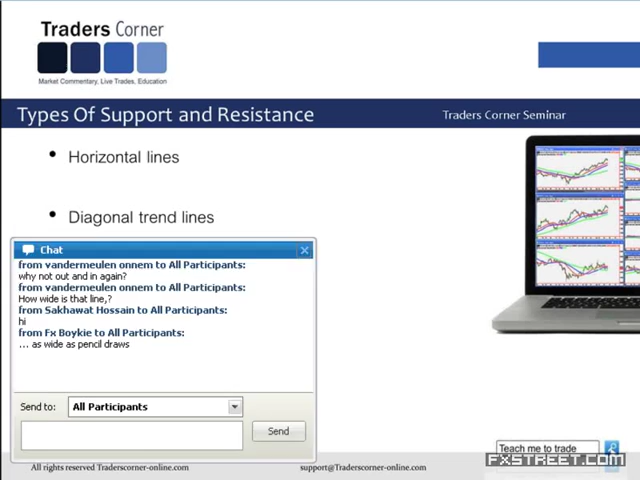 Traders Corner
Market Commentary, Live Trades, Education
Types Of Support and Resistance
Traders Corner Seminar
• Horizontal lines
• Diagonal trend lines
Chat
from vandermeulen onnem to All Participants:
why not out and in again?
from vandermeulen onnem to All Participants:
How wide is that line,?
from Sakhawat Hossain to All Participants:
hi
from Fx Boykie to All Participants:
... as wide as pencil draws
Send to: All Participants
Send
Teach me to trade
FXSTREET.COM
All rights reserved Traderscorner-online.com
support@Traderscorner-online.com